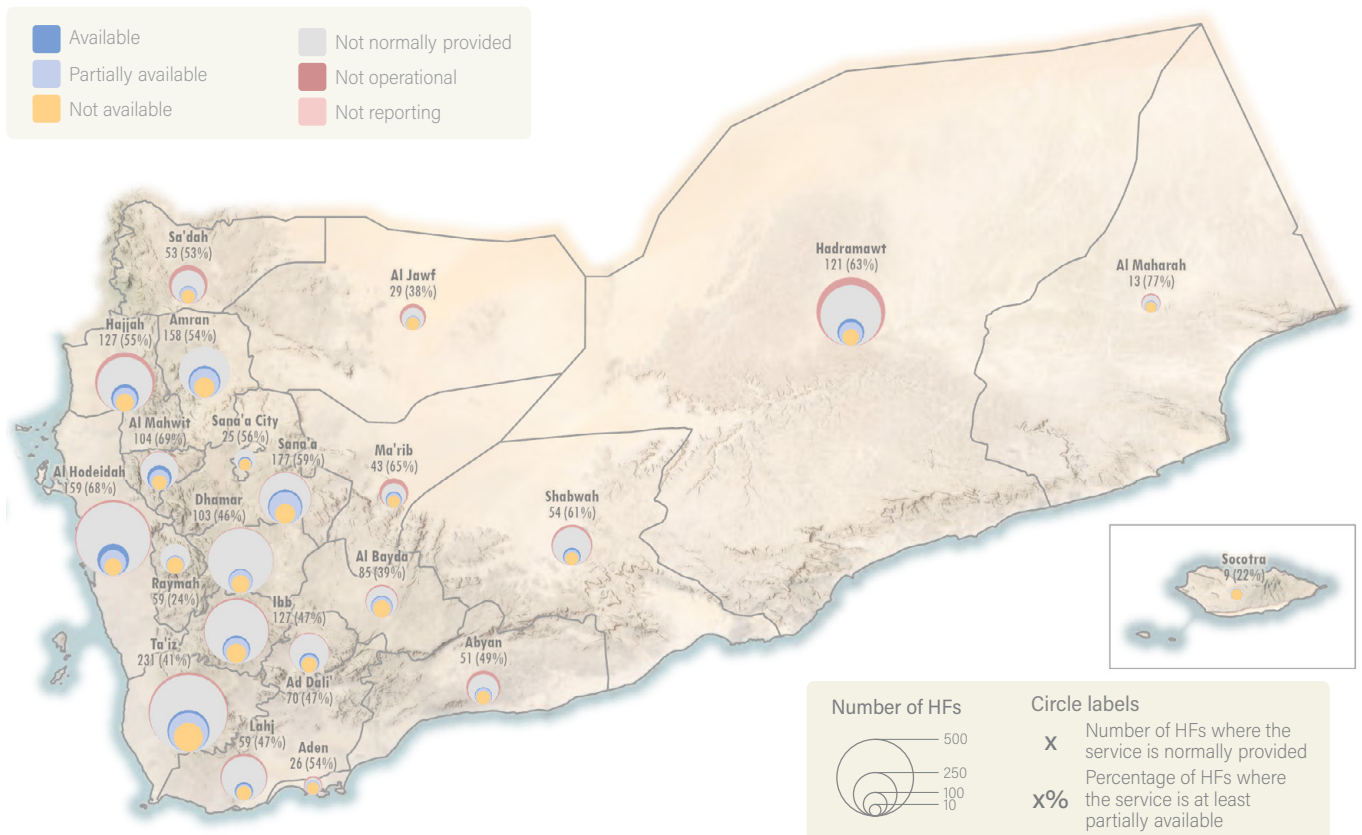 Available
Partially available
Not available
Not normally provided
Not operational
Not reporting
Sa'dah
53 (53%)
Al Jawf
29 (38%)
Hadramawt
121 (63%)
Al Maharah
13 (77%)
Hajjah
127 (55%)
Amran
158 (54%)
Al Mahwit
104 (69%)
Sana'a City
25 (56%)
Sana'a
177 (59%)
Ma'rib
43 (65%)
Al Hodeidah
159 (68%)
Dhamar
103 (46%)
Shabwah
54 (61%)
Al Bayda
85 (39%)
Raymah
59 (24%)
Ibb
127 (47%)
Ta'iz
231 (41%)
Ad Dali'
70 (47%)
Abyan
51 (49%)
Lahj
59 (47%)
Aden
26 (54%)
Socotra
9 (22%)
Number of HFs
500
250
100
10
Circle labels
x
Number of HFs where the
service is normally provided
x%
Percentage of HFs where
the service is at least
partially available